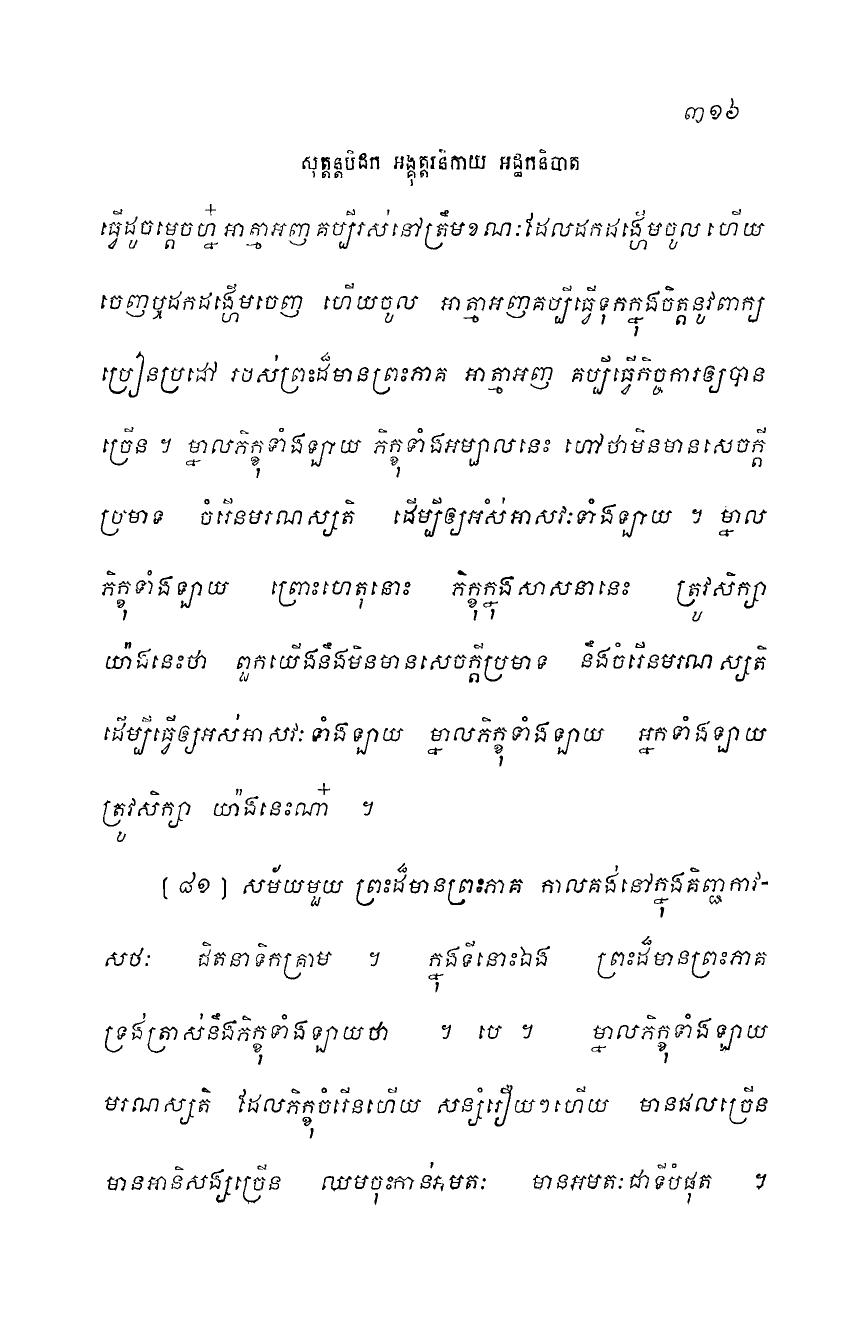 ៣១៦
សុត្តន្តបិដក អង្គុត្តរនិកាយ អដ្ឋកនិបាត
ធ្វើដូចម្តេចហ្ន៎ អាត្មាអញគប្បីរស់នៅត្រឹមខណៈដែលដកដង្ហើមចូល ហើយ
ចេញឬដកដង្ហើមចេញ ហើយចូល អាត្មាអញគប្បីធ្វើទុកក្នុងចិត្តនូវពាក្យ
ប្រៀនប្រដៅ របស់ព្រះដ៏មានព្រះភាគ អាត្មាអញ គប្បីធ្វើកិច្ចការឲ្យបាន
ច្រើន ។ ម្នាលភិក្ខុទាំងឡាយ ភិក្ខុទាំងអម្បាលនេះ ហៅថាមិនមានសេចក្តី
ប្រមាទ ចំរើនមរណស្សតិ ដើម្បីឲ្យអស់អាសវៈទាំងឡាយ ។ ម្នាល
ភិក្ខុទាំងឡាយ ព្រោះហេតុនោះ ភិក្ខុក្នុងសាសនានេះ ត្រូវសិក្សា
យ៉ាងនេះថា ពួកយើងនឹងមិនមានសេចក្តីប្រមាទ នឹងចំរើនមរណស្សតិ
ដើម្បីធ្វើឲ្យអស់អាសវៈទាំងឡាយ ម្នាលភិក្ខុទាំងឡាយ អ្នកទាំងឡាយ
ត្រូវសិក្សា យ៉ាងនេះណា៎ ។
(៨១) សម័យមួយ ព្រះដ៏មានព្រះភាគ កាលគង់នៅក្នុងគិញ្ជកាវ-
សថៈ ជិតនាទិកគ្រាម ។ ក្នុងទីនោះឯង ព្រះដ៏មានព្រះភាគ
ទ្រង់ត្រាស់នឹងភិក្ខុទាំងឡាយថា ។ បេ ។ ម្នាលភិក្ខុទាំងឡាយ
មរណស្សតិ ដែលភិក្ខុចំរើនហើយ សន្សំរឿយៗហើយ មានផលច្រើន
មានអានិសង្សច្រើន ឈមចុះកាន់អមតៈ មានអមតៈជាទីបំផុត ។